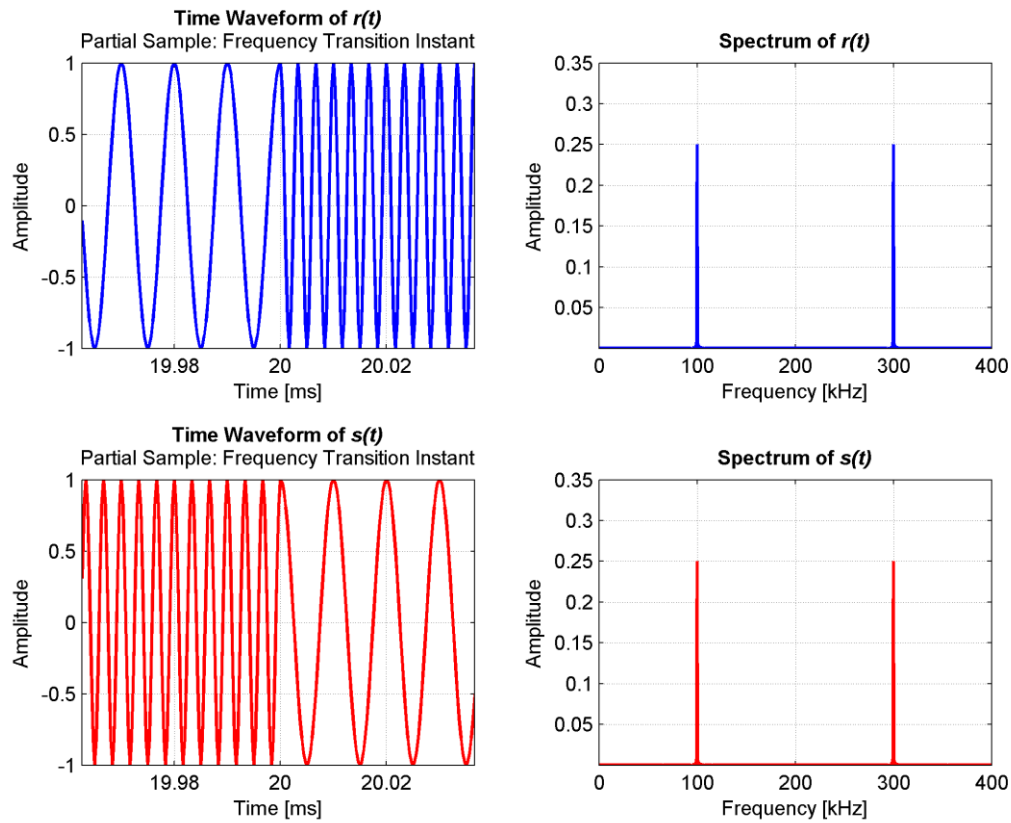 Time Waveform of r(t)
Partial Sample: Frequency Transition Instant
1
0.5
0
-0.5
-1
Amplitude
19.98
20
20.02
Time [ms]
Spectrum of r(t)
0.35
0.3
0.25
0.2
0.15
0.1
0.05
Amplitude
0
100
200
300
400
Frequency [kHz]
Time Waveform of s(t)
Partial Sample: Frequency Transition Instant
1
0.5
0
-0.5
-1
Amplitude
19.98
20
20.02
Time [ms]
Spectrum of s(t)
0.35
0.3
0.25
0.2
0.15
0.1
0.05
Amplitude
0
100
200
300
400
Frequency [kHz]